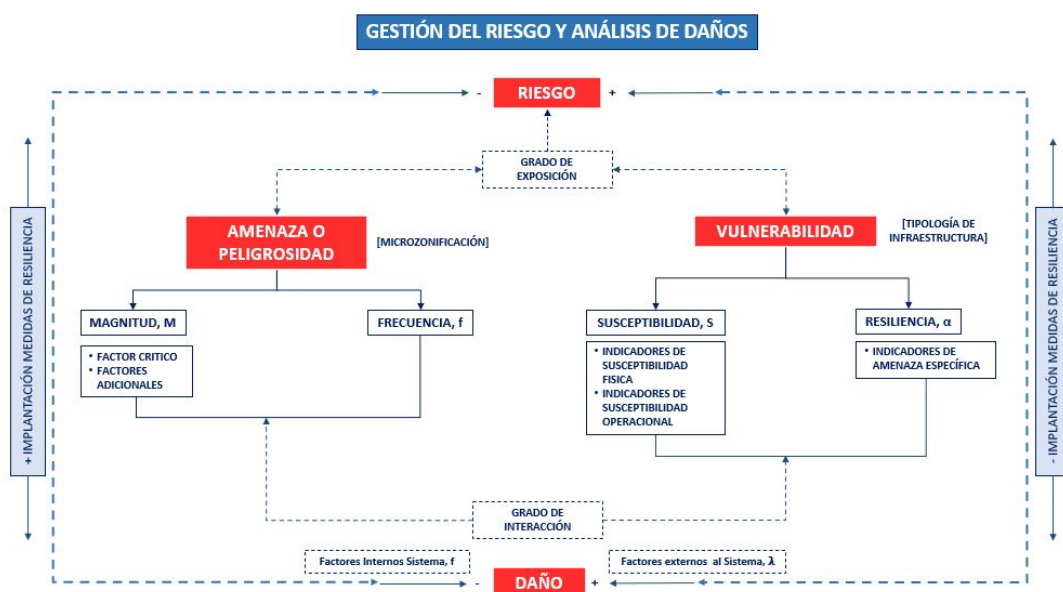 GESTIÓN DEL RIESGO Y ANÁLISIS DE DAÑOS
- RIESGO +
GRADO DE
EXPOSICIÓN
AMENAZA O
PELIGROSIDAD
[MICROZONIFICACIÓN]
VULNERABILIDAD
[TIPOLOGÍA DE
INFRAESTRUCTURA]
MAGNITUD, M
• FACTOR CRITICO
• FACTORES
ADICIONALES
FRECUENCIA, f
SUSCEPTIBILIDAD, S
• INDICADORES DE
SUSCEPTIBILIDAD
FISICA
• INDICADORES DE
SUSCEPTIBILIDAD
OPERACIONAL
RESILIENCIA, α
• INDICADORES DE
AMENAZA ESPECÍFICA
+ IMPLANTACIÓN MEDIDAS DE RESILIENCIA
- IMPLANTACIÓN MEDIDAS DE RESILIENCIA
GRADO DE
INTERACCIÓN
Factores Internos Sistema, f
Factores externos al Sistema, λ
- DAÑO +